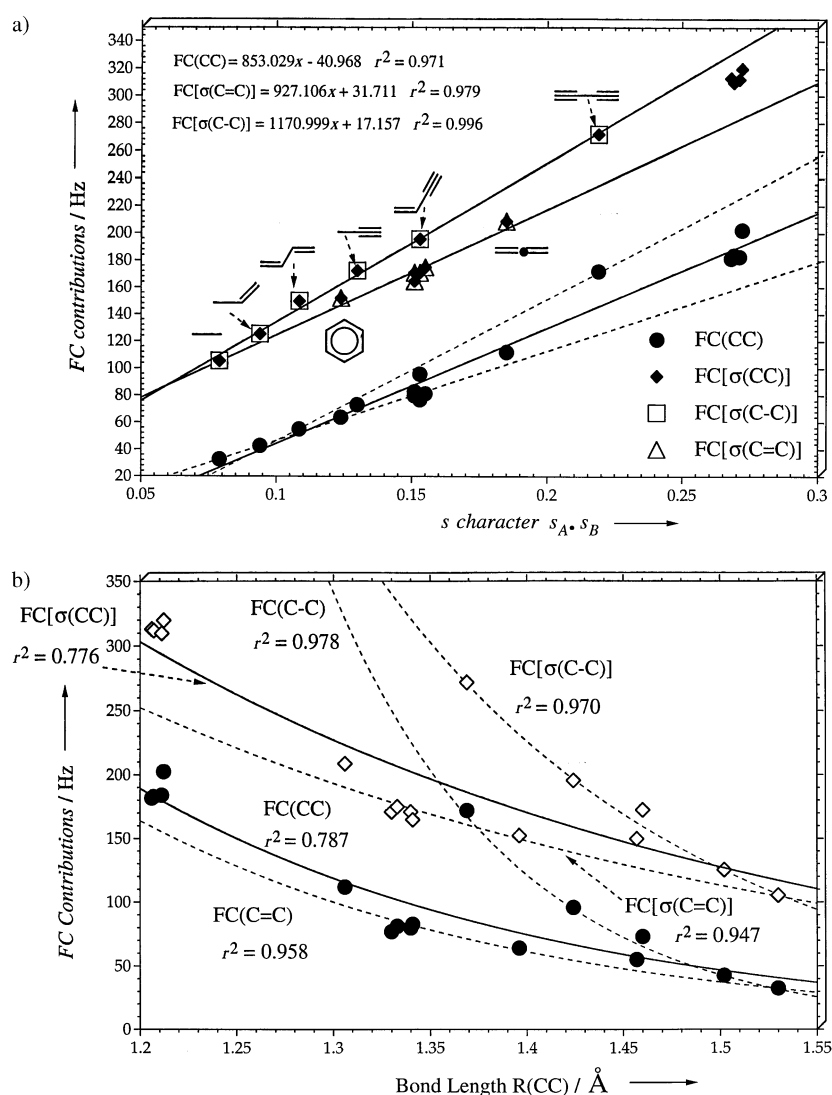 a)
350
320
300
280
260
240
220
200
180
160
140
120
100
80
60
40
20
FC contributions / Hz
FC(CC) = 853.029x - 40.968 r² = 0.971
FC[σ(C=C)] = 927.106x + 31.711 r² = 0.979
FC[σ(C-C)] = 1170.999x + 17.157 r² = 0.996
FC(CC)
FC[σ(CC)]
FC[σ(C-C)]
FC[σ(C=C)]
0.05 0.1 0.15 0.2 0.25 0.3
s character s_A • s_B
b)
350
300
250
200
150
100
50
0
FC Contributions / Hz
FC[σ(CC)]
r² = 0.776
FC(C-C)
r² = 0.978
FC[σ(C-C)]
r² = 0.970
FC(CC)
r² = 0.787
FC(C=C)
r² = 0.958
FC[σ(C=C)]
r² = 0.947
1.2 1.25 1.3 1.35 1.4 1.45 1.5 1.55
Bond Length R(CC) / Å